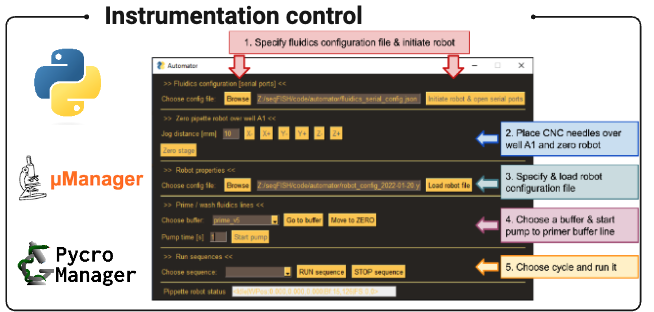 Instrumentation control
1. Specify fluidics configuration file & initiate robot
Automator
>> Fluidics configuration [serial ports] <<
Choose config file: Browse Z:/seqFISH/code/automator/fluidics_serial_config.json Initiate robot & open serial ports
>> Zero pipette robot over well A1 <<
Jog distance [mm] 10 X- X+ Y- Y+ Z- Z+
Zero stage
2. Place CNC needles over
well A1 and zero robot
>> Robot properties <<
Choose config file: Browse Z:/seqFISH/code/automator/robot_config_2022-01-20.y Load robot file
3. Specify & load robot
configuration file
>> Prime / wash fluidics lines <<
Choose buffer: prime_v6 Go to buffer Move to ZERO
Pump time [s] 1 Start pump
4. Choose a buffer & start
pump to primer buffer line
>> Run sequences <<
Choose sequence: RUN sequence STOP sequence
5. Choose cycle and run it
Pippette robot status
μManager
Pycro
Manager